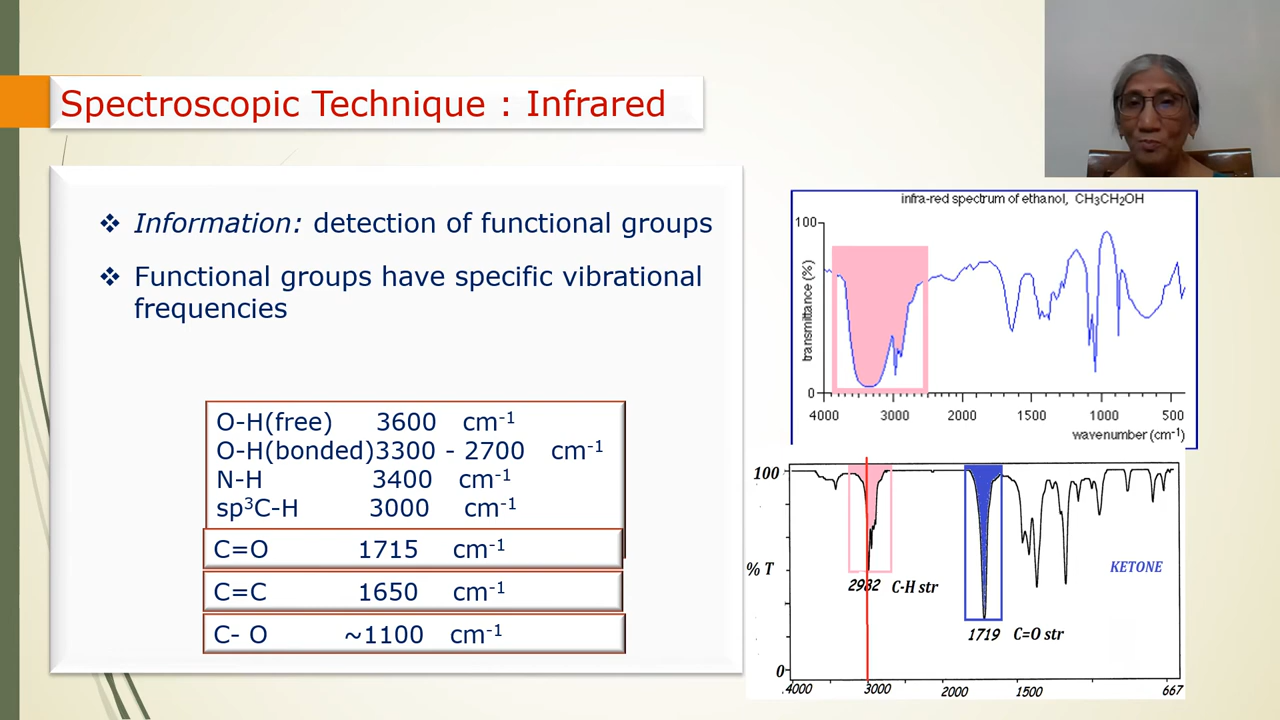 Spectroscopic Technique : Infrared
❖ Information: detection of functional groups
❖ Functional groups have specific vibrational
frequencies
O-H(free) 3600 cm-1
O-H(bonded)3300 - 2700 cm-1
N-H 3400 cm-1
sp3C-H 3000 cm-1
C=O 1715 cm-1
C=C 1650 cm-1
C- O ~1100 cm-1
infra-red spectrum of ethanol, CH3CH2OH
100
transmittance (%)
0
4000 3000 2000 1500 1000 500
wavenumber (cm-1)
100
% T
KETONE
2982 C-H str
1719 C=O str
0
4000 3000 2000 1500 667